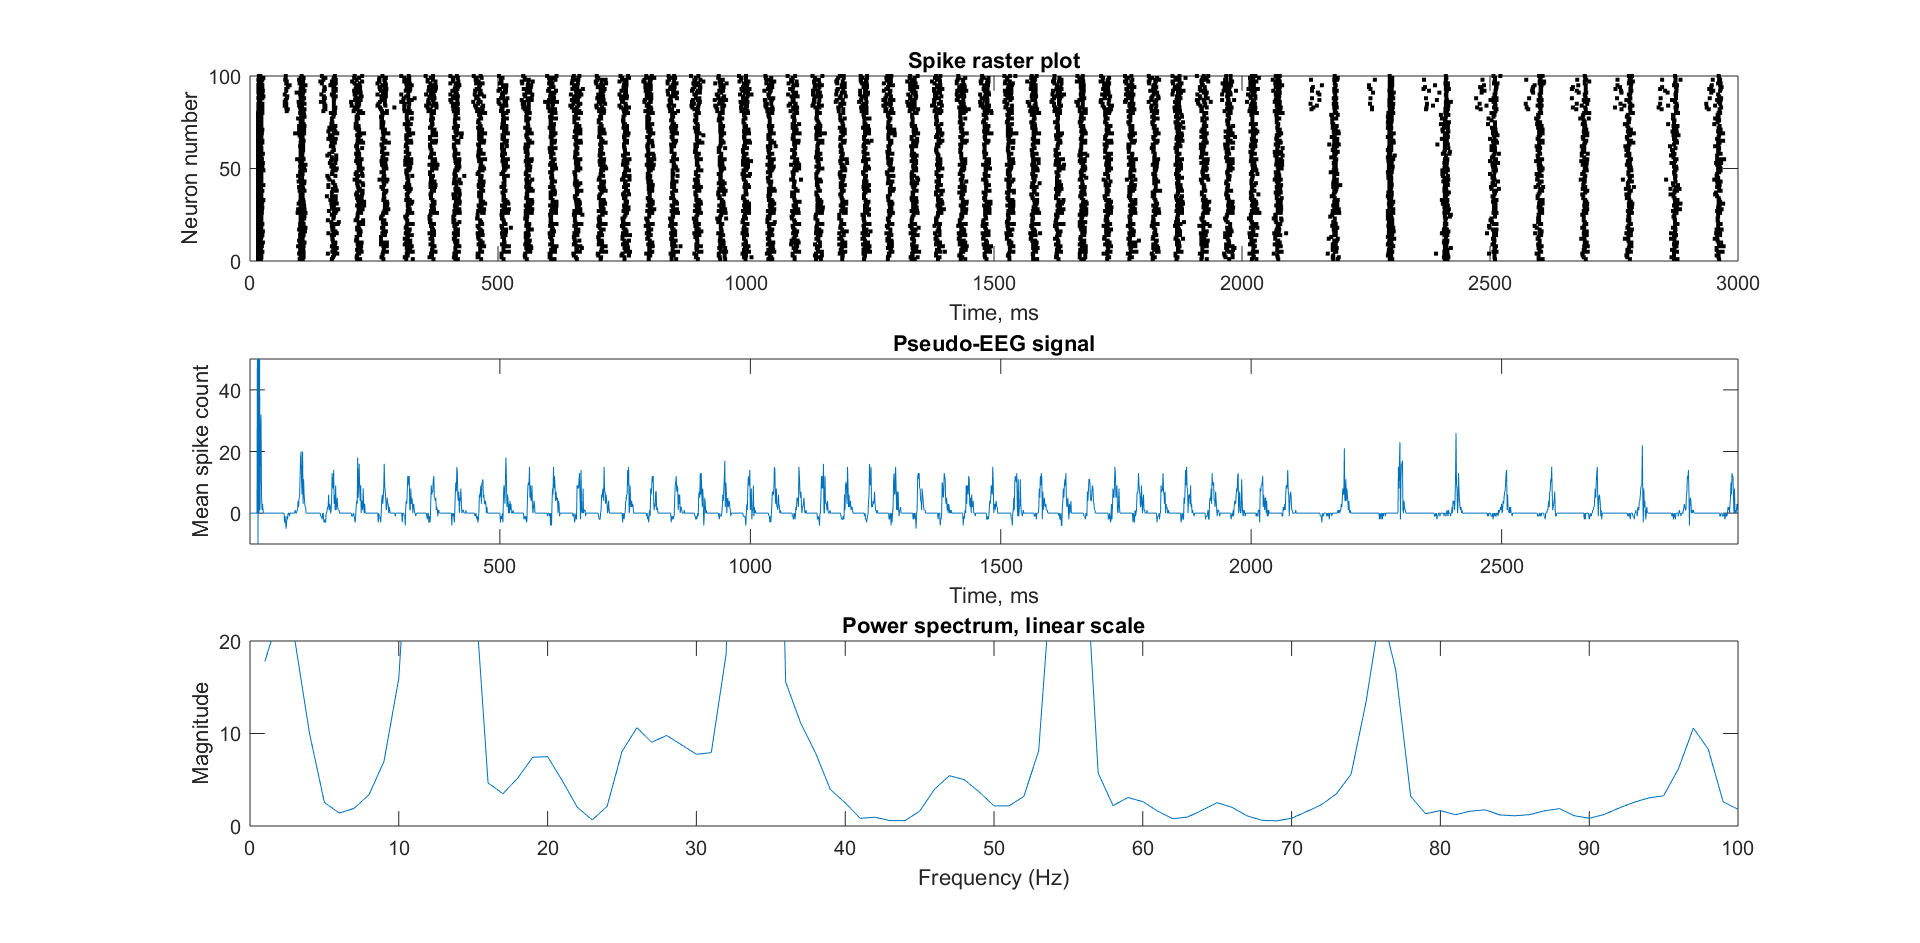 Spike raster plot
Neuron number
100
50
0
0 500 1000 1500 2000 2500 3000
Time, ms
Pseudo-EEG signal
Mean spike count
40
20
0
500 1000 1500 2000 2500
Time, ms
Power spectrum, linear scale
Magnitude
20
10
0
0 10 20 30 40 50 60 70 80 90 100
Frequency (Hz)